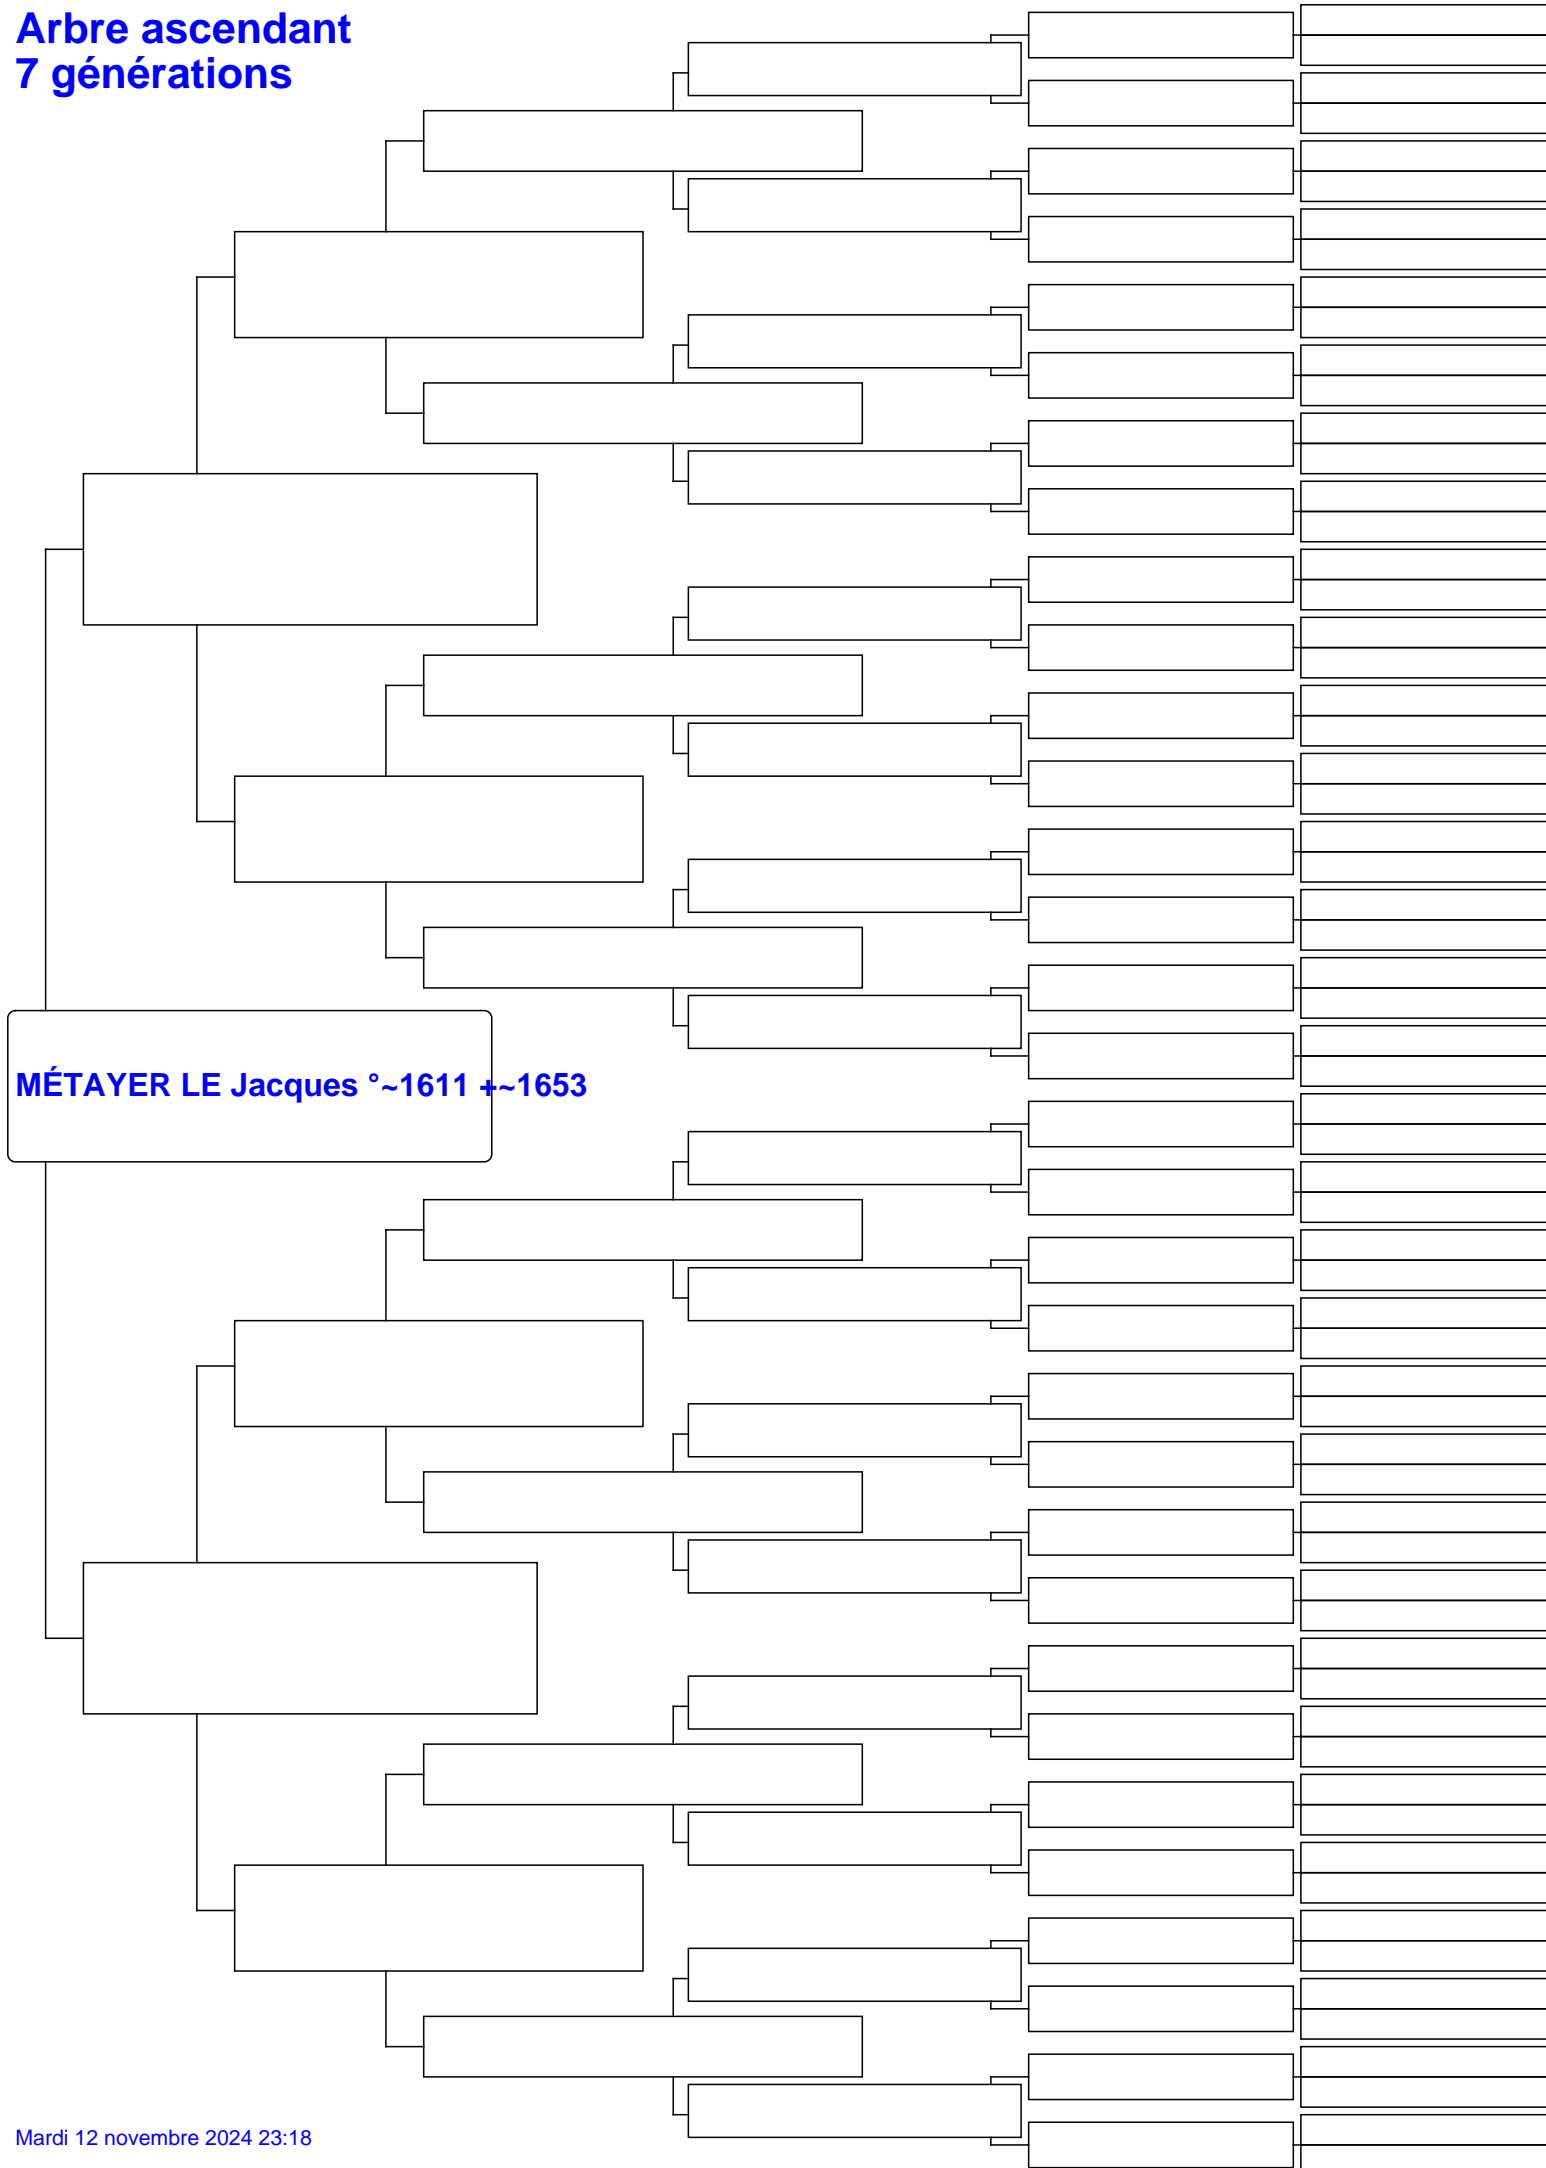 Arbre ascendant
7 générations
MÉTAYER LE Jacques °~1611 +~1653
Mardi 12 novembre 2024 23:18